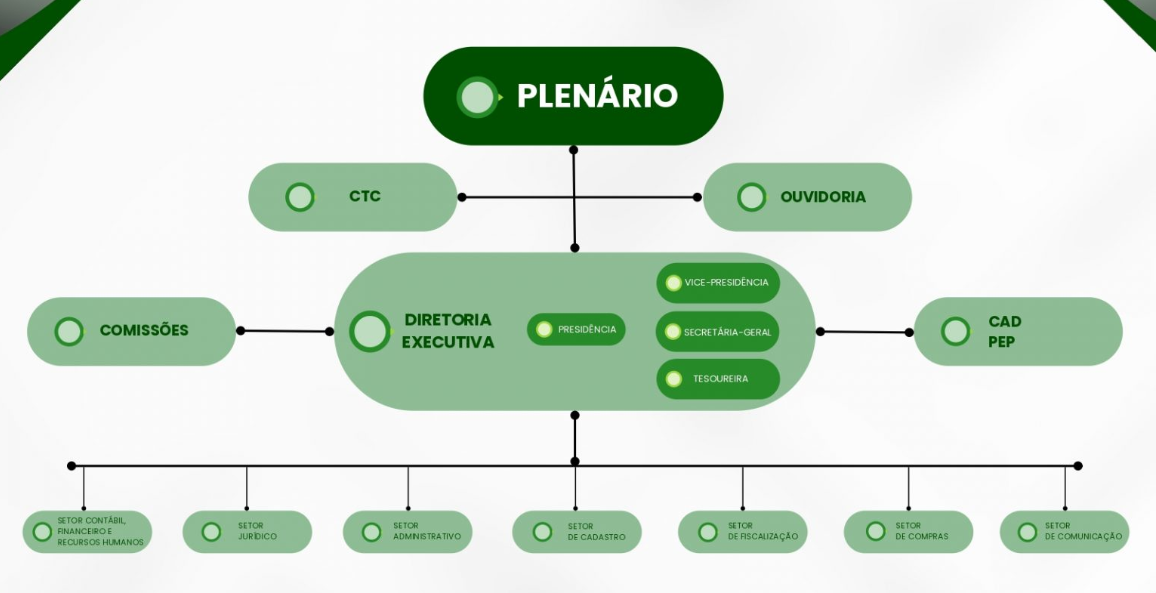 PLENÁRIO
CTC
OUVIDORIA
VICE-PRESIDÊNCIA
DIRETORIA
EXECUTIVA
PRESIDÊNCIA
SECRETÁRIA-GERAL
TESOUREIRA
COMISSÕES
CAD
PEP
SETOR CONTÁBIL,
FINANCEIRO E
RECURSOS HUMANOS
SETOR
JURÍDICO
SETOR
ADMINISTRATIVO
SETOR
DE CADASTRO
SETOR
DE FISCALIZAÇÃO
SETOR
DE COMPRAS
SETOR
DE COMUNICAÇÃO